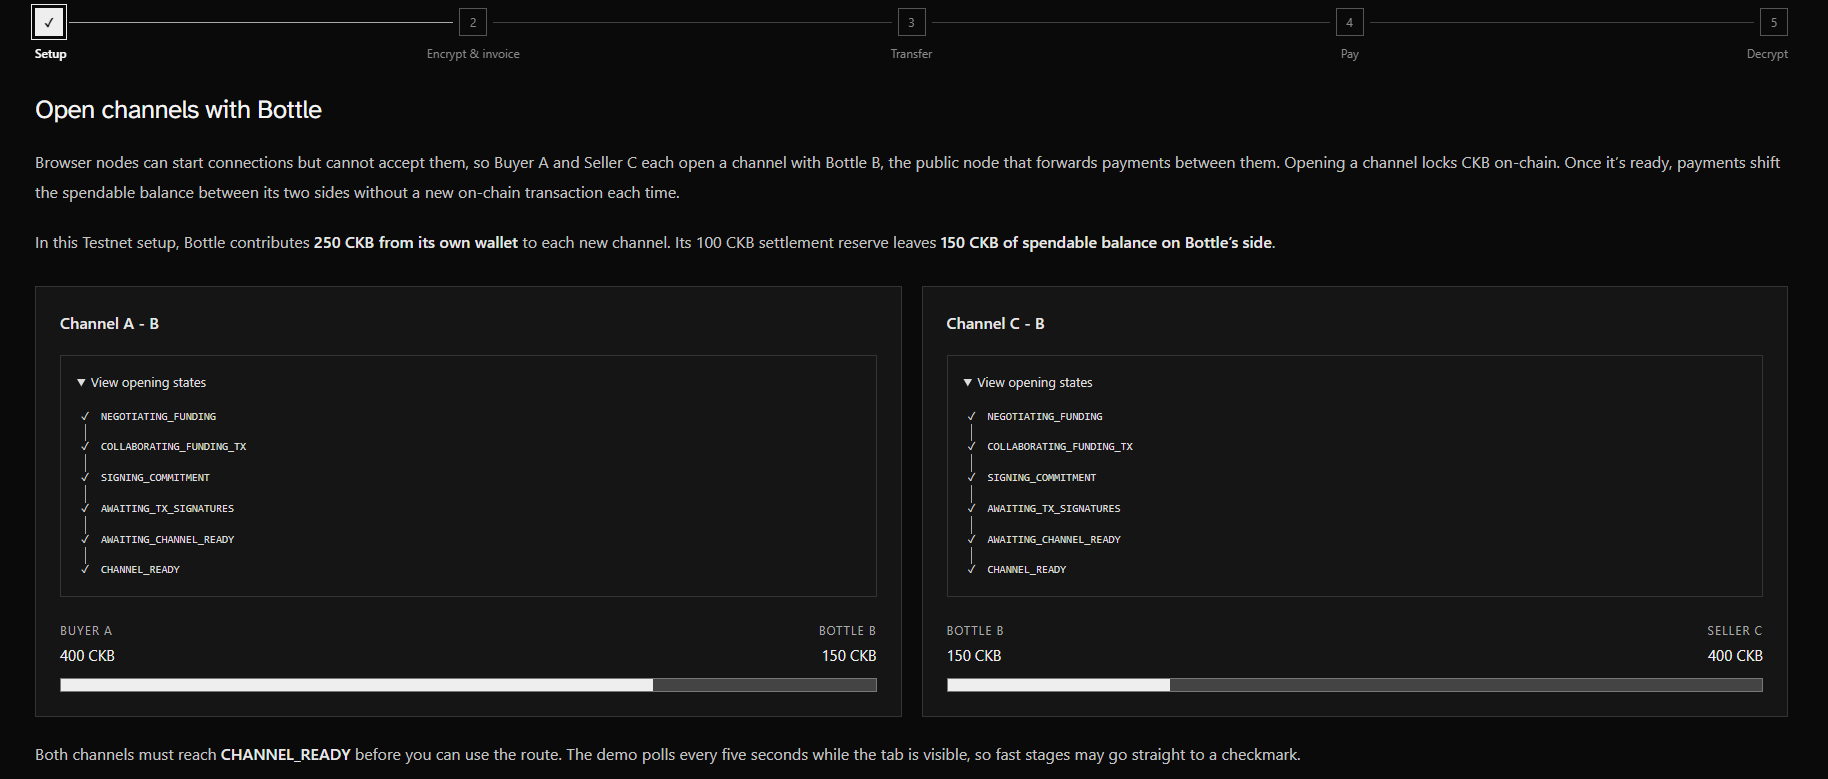 ✓ 2 3 4 5
Setup Encrypt & invoice Transfer Pay Decrypt
Open channels with Bottle
Browser nodes can start connections but cannot accept them, so Buyer A and Seller C each open a channel with Bottle B, the public node that forwards payments between them. Opening a channel locks CKB on-chain. Once it’s ready, payments shift
the spendable balance between its two sides without a new on-chain transaction each time.
In this Testnet setup, Bottle contributes 250 CKB from its own wallet to each new channel. Its 100 CKB settlement reserve leaves 150 CKB of spendable balance on Bottle’s side.
Channel A - B
▼ View opening states
✓ NEGOTIATING_FUNDING
✓ COLLABORATING_FUNDING_TX
✓ SIGNING_COMMITMENT
✓ AWAITING_TX_SIGNATURES
✓ AWAITING_CHANNEL_READY
✓ CHANNEL_READY
BUYER A BOTTLE B
400 CKB 150 CKB
Channel C - B
▼ View opening states
✓ NEGOTIATING_FUNDING
✓ COLLABORATING_FUNDING_TX
✓ SIGNING_COMMITMENT
✓ AWAITING_TX_SIGNATURES
✓ AWAITING_CHANNEL_READY
✓ CHANNEL_READY
BOTTLE B SELLER C
150 CKB 400 CKB
Both channels must reach CHANNEL_READY before you can use the route. The demo polls every five seconds while the tab is visible, so fast stages may go straight to a checkmark.